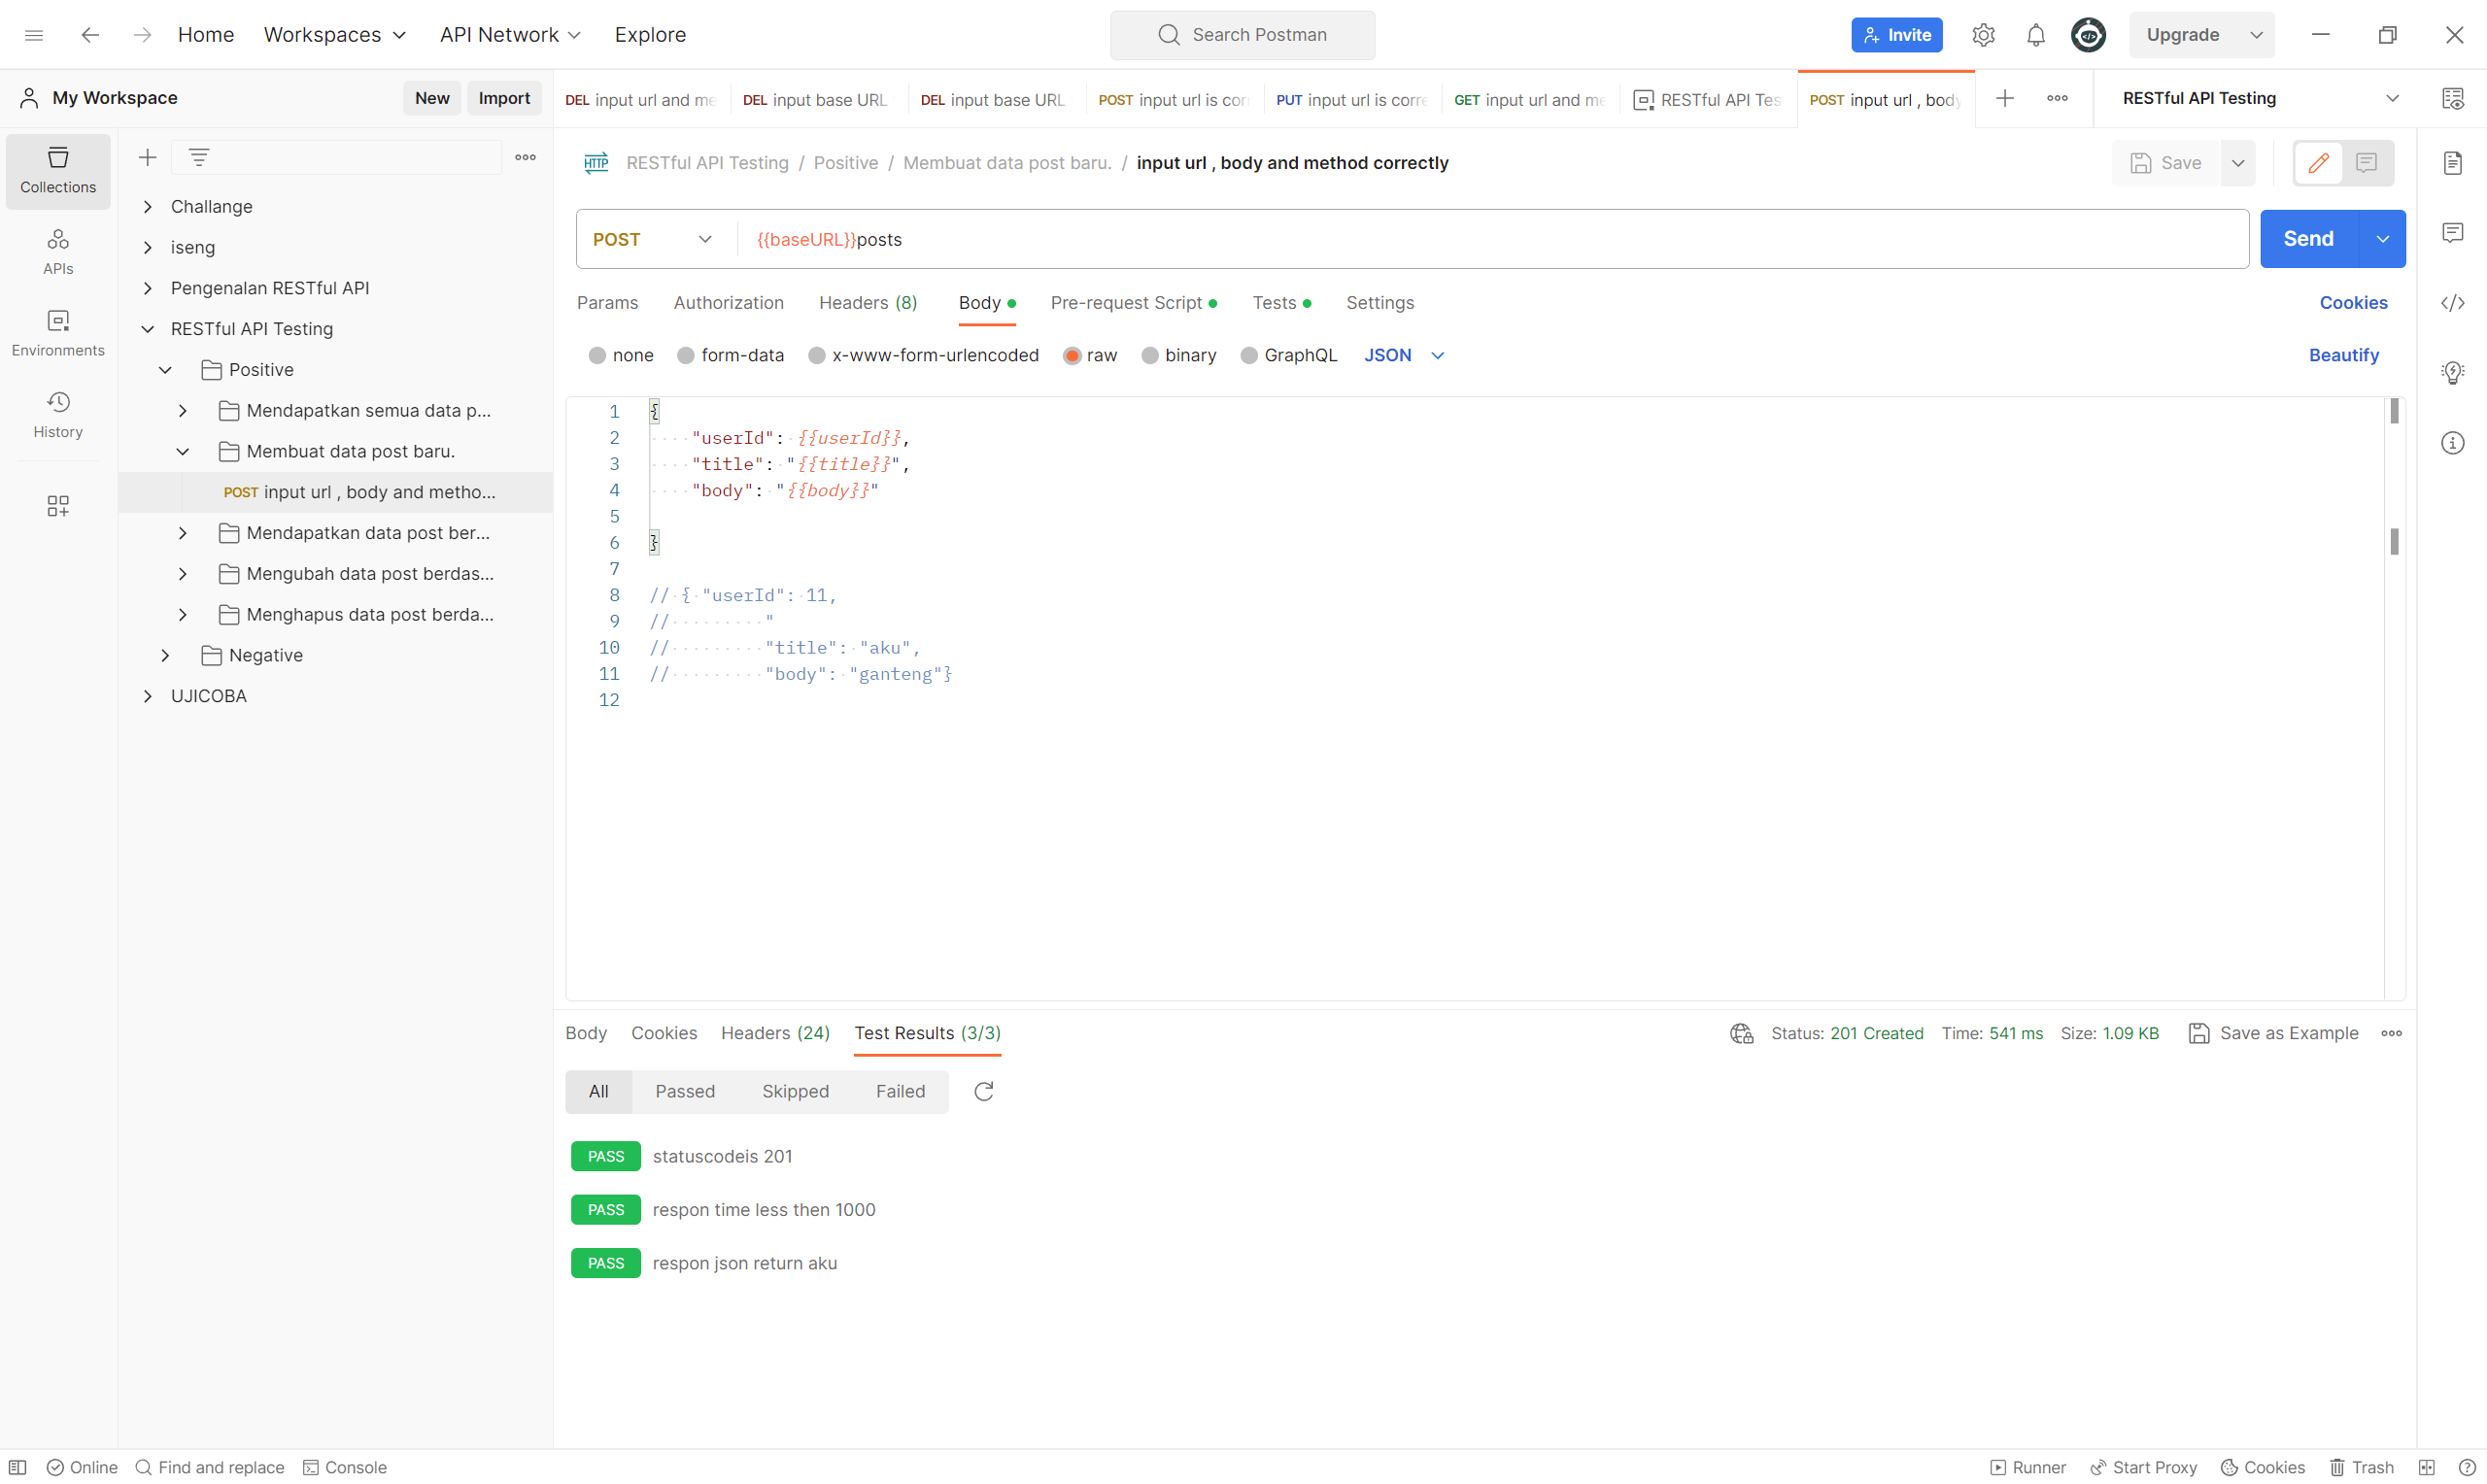 Home Workspaces API Network Explore Search Postman Invite Upgrade
My Workspace New Import
DEL input url and me DEL input base URL DEL input base URL POST input url is cor PUT input url is corre GET input url and me RESTful API Tes POST input url , body RESTful API Testing
Collections
APIs
Environments
History
Challange
iseng
Pengenalan RESTful API
RESTful API Testing
Positive
Mendapatkan semua data p...
Membuat data post baru.
POST input url , body and metho...
Mendapatkan data post ber...
Mengubah data post berdas...
Menghapus data post berda...
Negative
UJICOBA
HTTP RESTful API Testing / Positive / Membuat data post baru. / input url , body and method correctly Save
POST {{baseURL}}posts Send
Params Authorization Headers (8) Body Pre-request Script Tests Settings Cookies
none form-data x-www-form-urlencoded raw binary GraphQL JSON Beautify
1 {
2 "userId": {{userId}},
3 "title": "{{title}}",
4 "body": "{{body}}"
5
6 }
7
8 // { "userId": 11,
9 // "
10 // "title": "aku",
11 // "body": "ganteng"}
12
Body Cookies Headers (24) Test Results (3/3) Status: 201 Created Time: 541 ms Size: 1.09 KB Save as Example
All Passed Skipped Failed
PASS statuscodeis 201
PASS respon time less then 1000
PASS respon json return aku
Online Find and replace Console Runner Start Proxy Cookies Trash